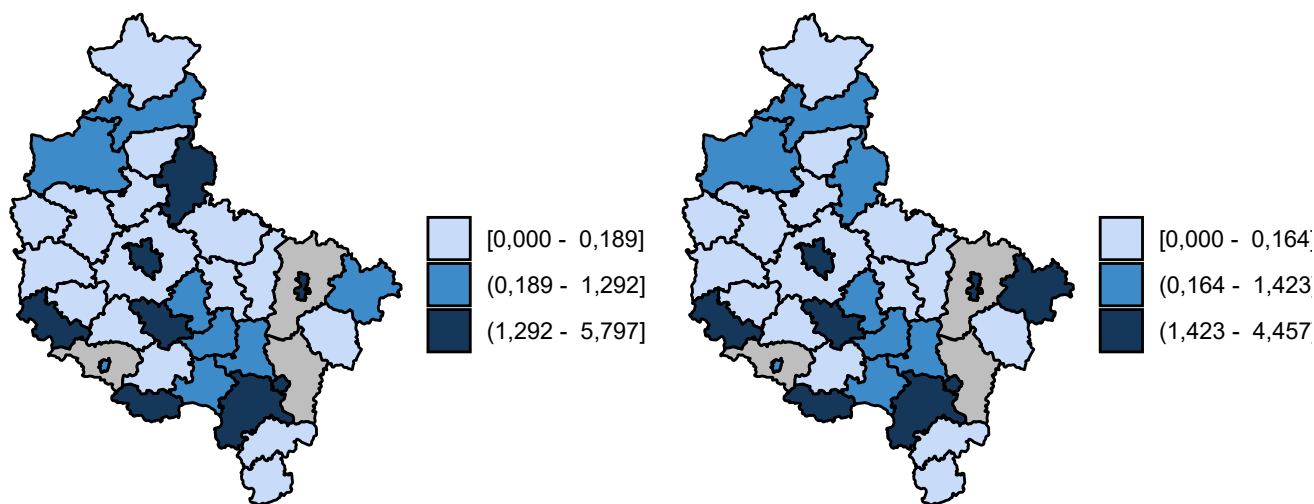 [0,000 - 0,189]
(0,189 - 1,292]
(1,292 - 5,797]
[0,000 - 0,164]
(0,164 - 1,423
(1,423 - 4,457